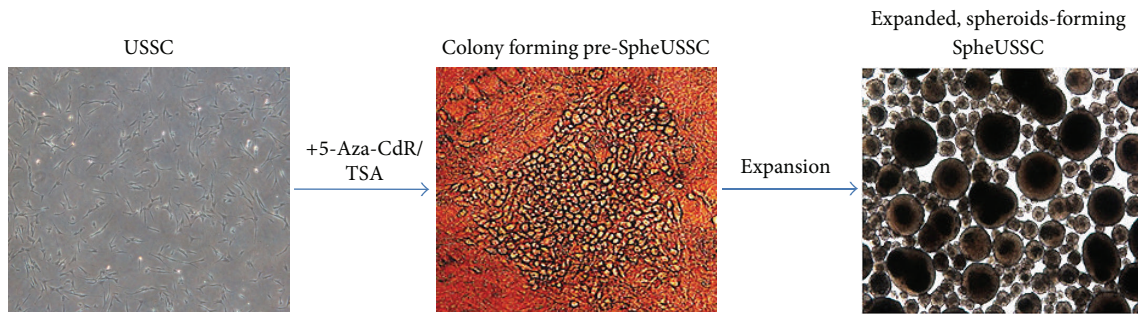 USSC
+5-Aza-CdR/
TSA
Colony forming pre-SpheUSSC
Expansion
Expanded, spheroids-forming
SpheUSSC